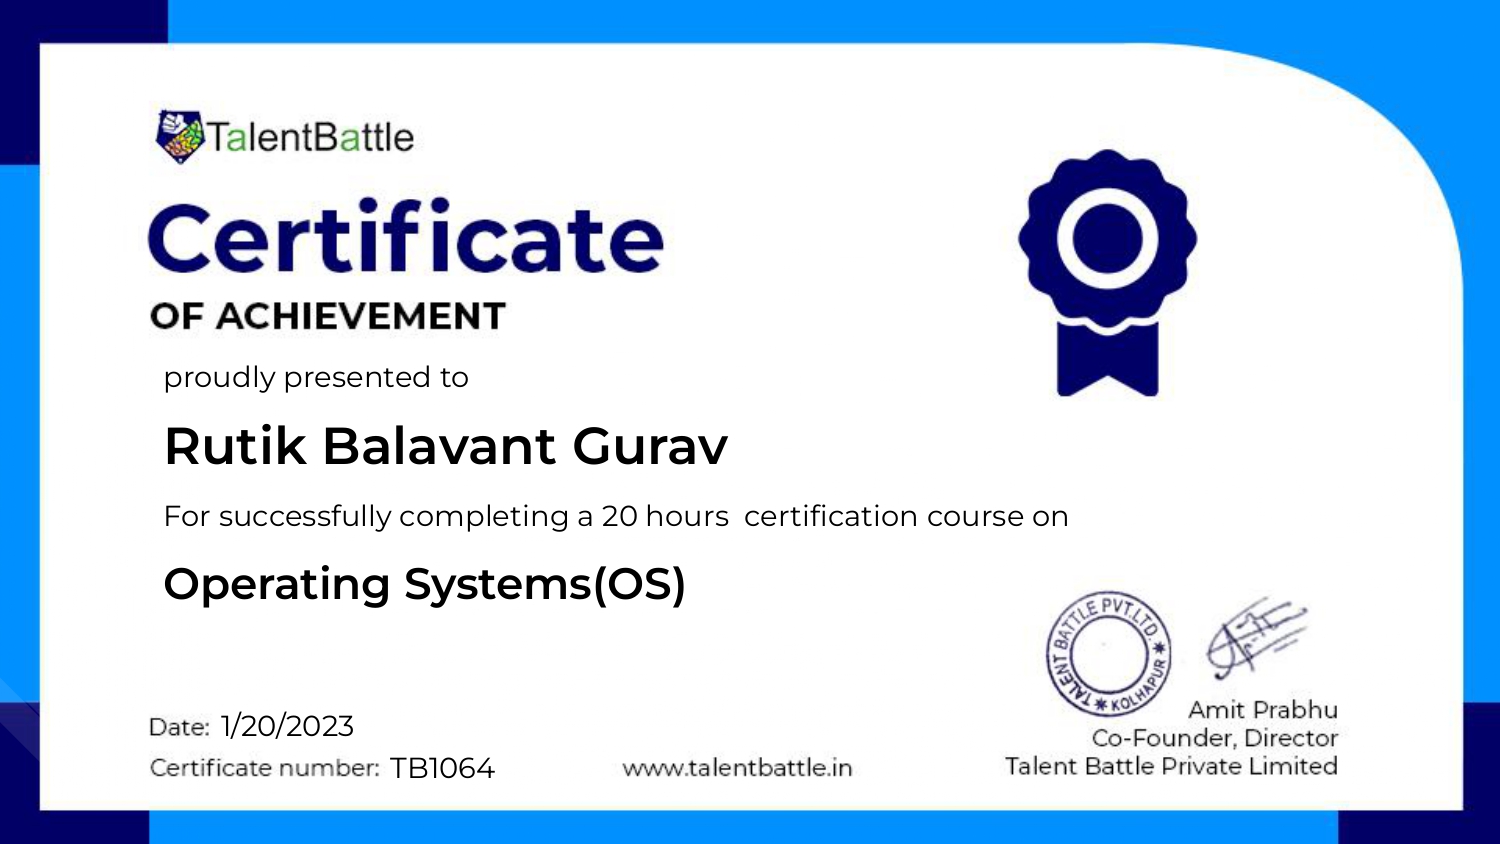 TalentBattle
Certificate
OF ACHIEVEMENT
proudly presented to
Rutik Balavant Gurav
For successfully completing a 20 hours certification course on
Operating Systems(OS)
TALENT BATTLE PVT.LTD. * KOLHAPUR *
Amit Prabhu
Co-Founder, Director
Talent Battle Private Limited
Date: 1/20/2023
Certificate number: TB1064
www.talentbattle.in